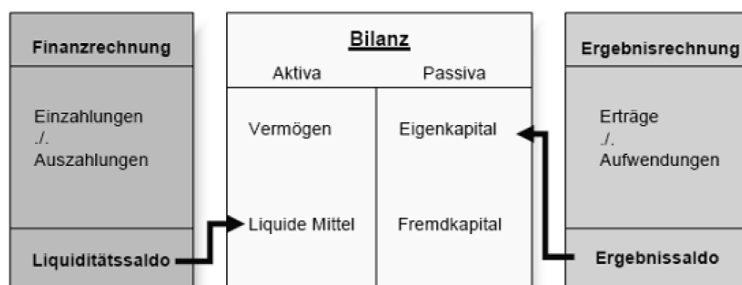 Finanzrechnung
Einzahlungen
./.
Auszahlungen
Liquiditätssaldo
Bilanz
Aktiva Passiva
Vermögen Eigenkapital
Liquide Mittel Fremdkapital
Ergebnisrechnung
Erträge
./.
Aufwendungen
Ergebnissaldo